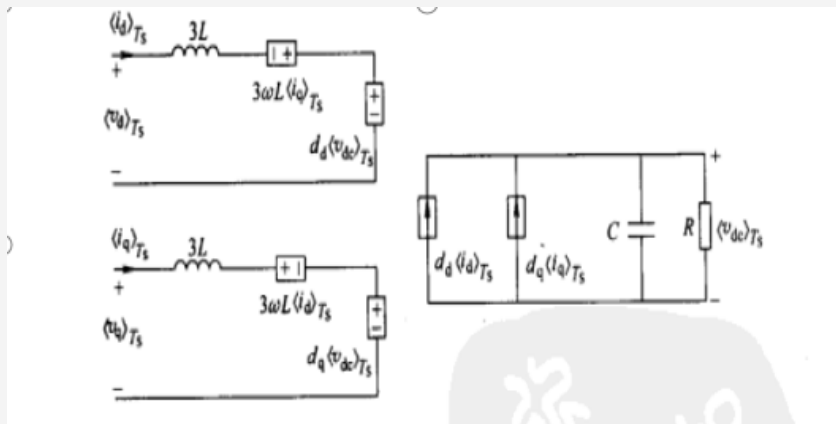 ⟨i_d⟩_Ts
3L
+
| +
3ωL⟨i_q⟩_Ts
⟨v_d⟩_Ts
+
−
d_d⟨v_dc⟩_Ts
−
⟨i_q⟩_Ts
3L
+
+ |
3ωL⟨i_d⟩_Ts
⟨v_q⟩_Ts
+
−
d_q⟨v_dc⟩_Ts
−
+
C
R
⟨v_dc⟩_Ts
d_d⟨i_d⟩_Ts
d_q⟨i_q⟩_Ts
−